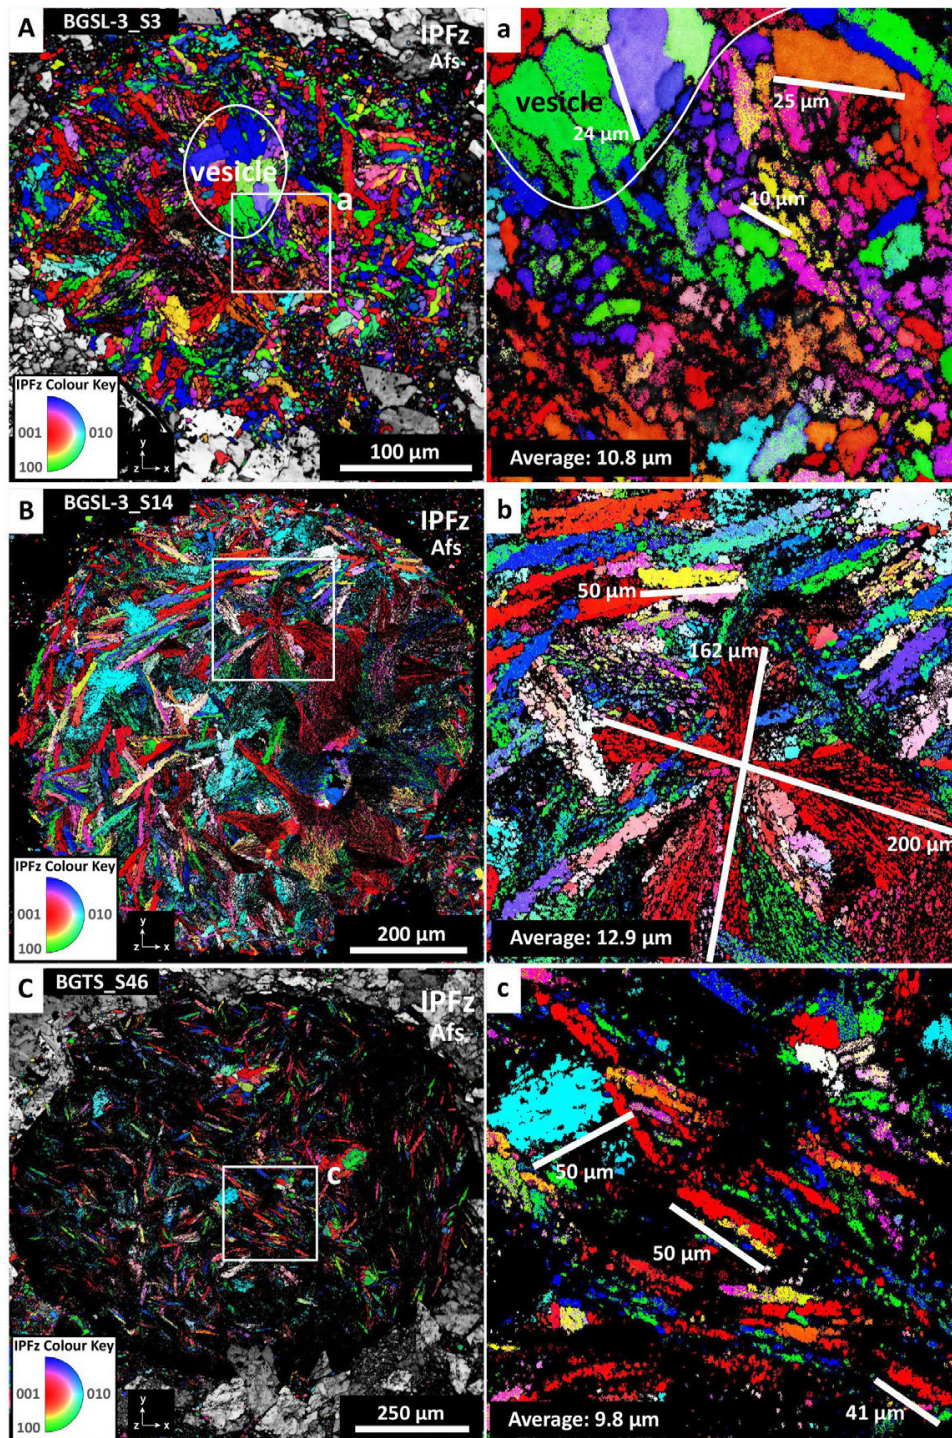 A
BGSL-3_S3
IPFz
Afs
vesicle
a
IPFz Colour Key
001
010
100
y
z
x
100 µm
a
vesicle
24 µm
25 µm
10 µm
Average: 10.8 µm
B
BGSL-3_S14
IPFz
Afs
IPFz Colour Key
001
010
100
y
z
x
200 µm
b
50 µm
162 µm
200 µm
Average: 12.9 µm
C
BGTS_S46
IPFz
Afs
c
IPFz Colour Key
001
010
100
y
z
x
250 µm
c
50 µm
50 µm
41 µm
Average: 9.8 µm